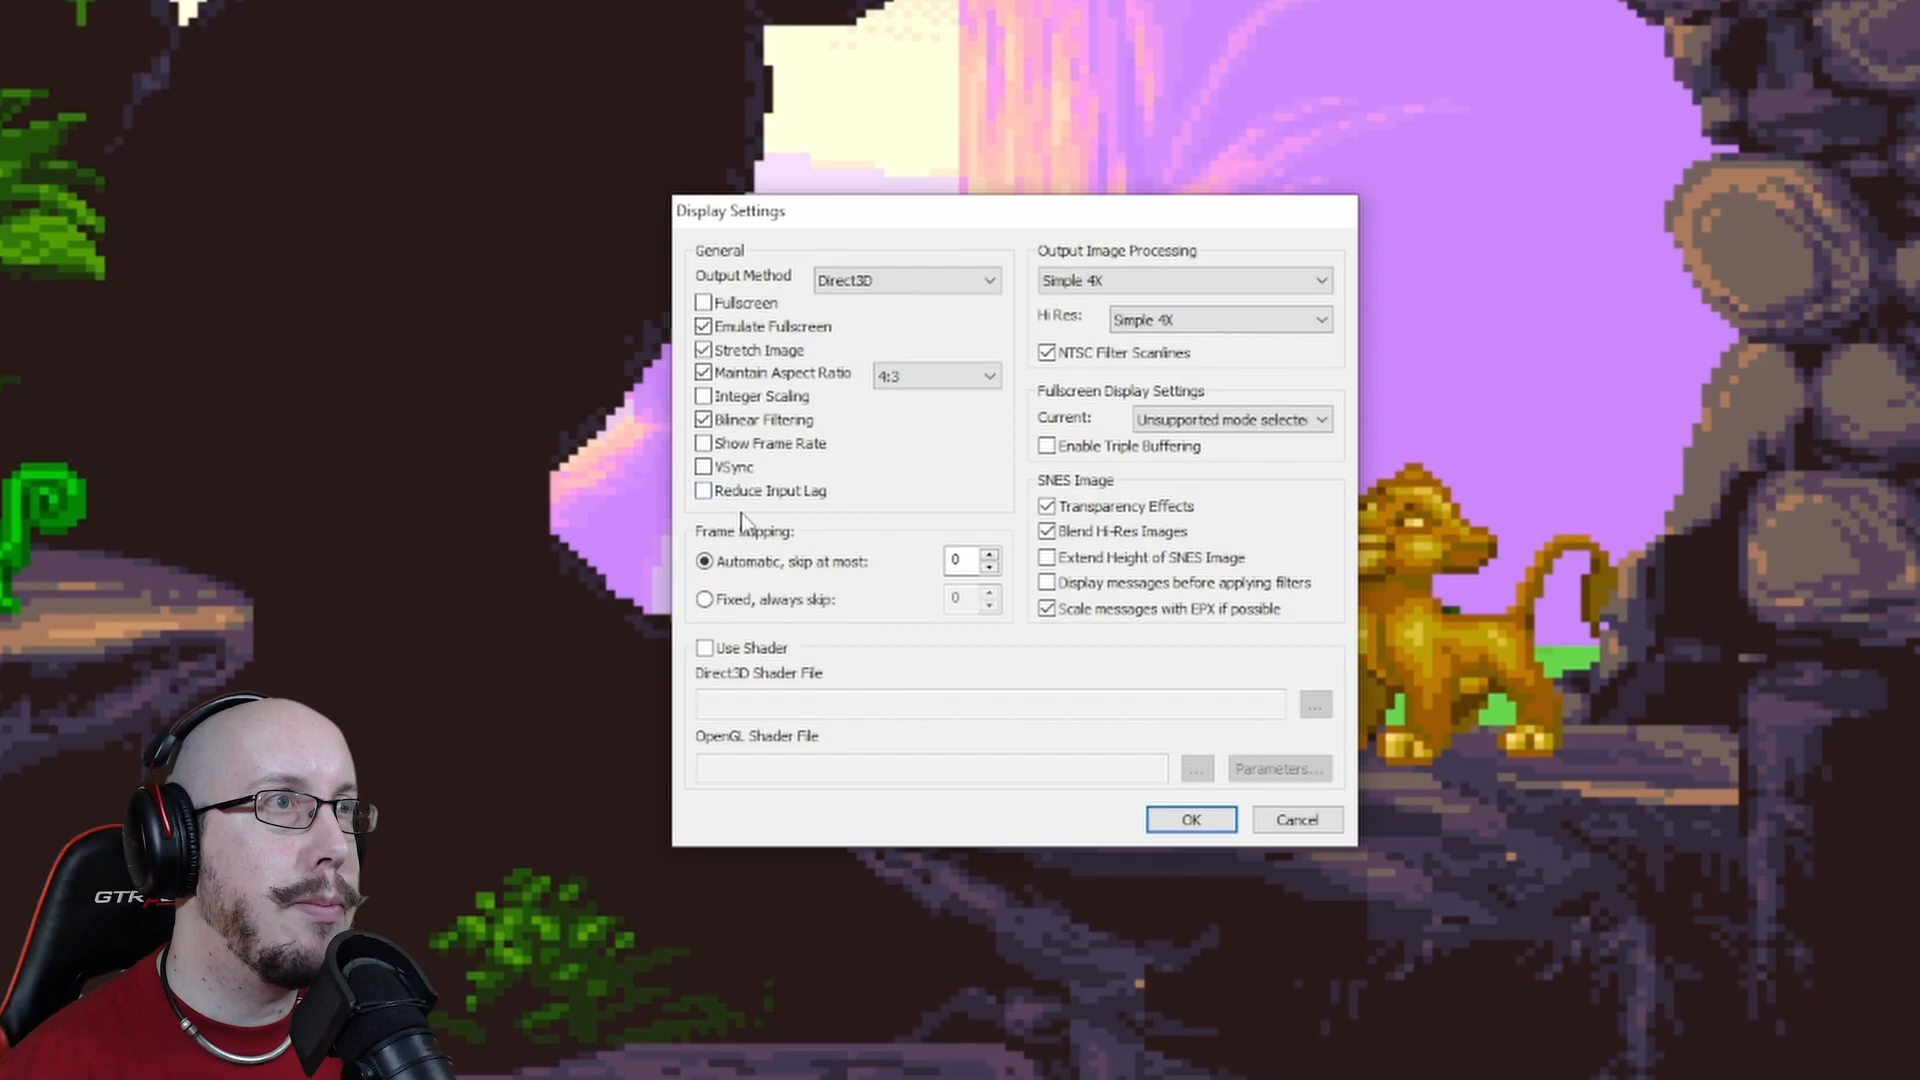 Display Settings
General
Output Method Direct3D
Fullscreen
Emulate Fullscreen
Stretch Image
Maintain Aspect Ratio 4:3
Integer Scaling
Bilinear Filtering
Show Frame Rate
VSync
Reduce Input Lag
Frame
Automatic, skip at most: 0
Fixed, always skip: 0
Output Image Processing
Simple 4X
Hi Res: Simple 4X
NTSC Filter Scanlines
Fullscreen Display Settings
Current: Unsupported mode selecte
Enable Triple Buffering
SNES Image
Transparency Effects
Blend Hi-Res Images
Extend Height of SNES Image
Display messages before applying filters
Scale messages with EPX if possible
Use Shader
Direct3D Shader File
...
OpenGL Shader File
... Parameters...
OK Cancel
GTR